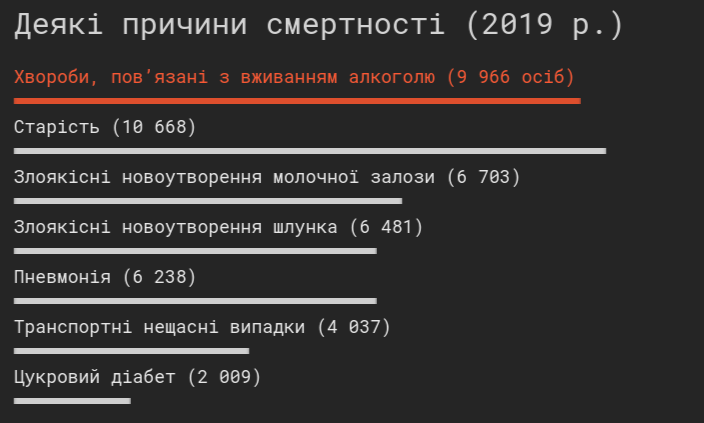 Деякі причини смертності (2019 р.)
Хвороби, пов’язані з вживанням алкоголю (9 966 осіб)
Старість (10 668)
Злоякісні новоутворення молочної залози (6 703)
Злоякісні новоутворення шлунка (6 481)
Пневмонія (6 238)
Транспортні нещасні випадки (4 037)
Цукровий діабет (2 009)